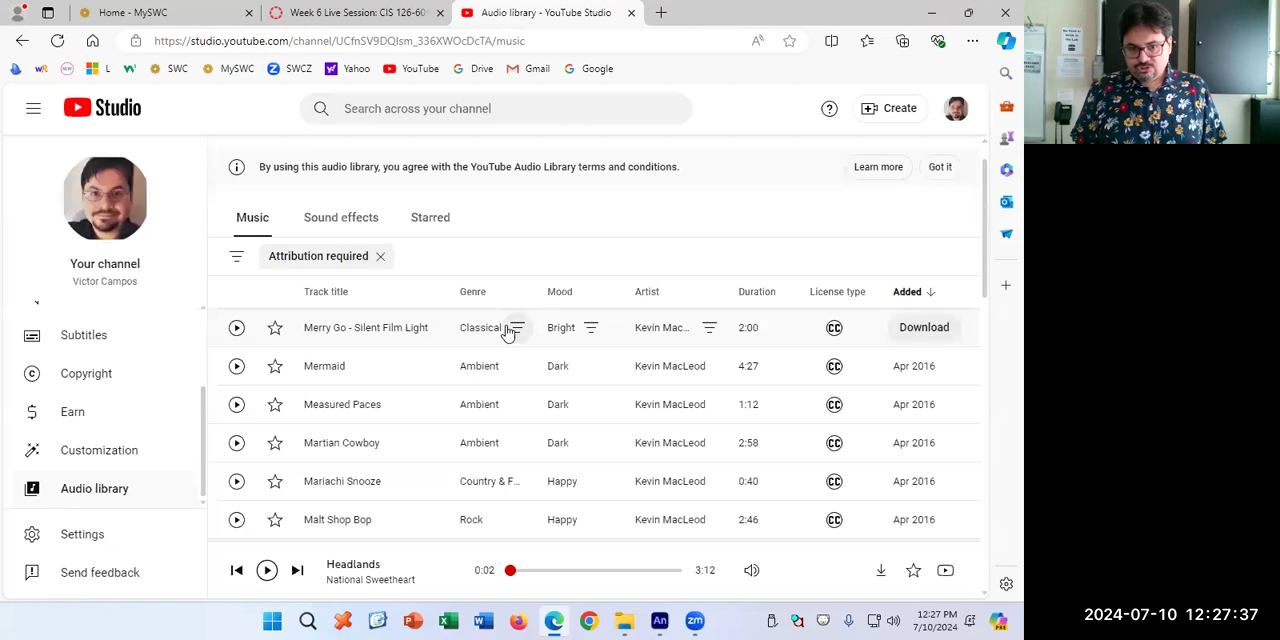 Home - MySWC
Week 6 Live Session: CIS 126-60
Audio library - YouTube Studio
L
SWC
MySWC
SWCZ
Yahoo
YouTube
Drive
Gmail
Google
Studio
Search across your channel
Create
By using this audio library, you agree with the YouTube Audio Library terms and conditions.
Learn more
Got it
Music
Sound effects
Starred
Your channel
Victor Campos
Attribution required
Subtitles
Copyright
Earn
Customization
Audio library
Settings
Send feedback
Track title Genre Mood Artist Duration License type Added
Merry Go - Silent Film Light Classical Bright Kevin Mac... 2:00 Download
Mermaid Ambient Dark Kevin MacLeod 4:27 Apr 2016
Measured Paces Ambient Dark Kevin MacLeod 1:12 Apr 2016
Martian Cowboy Ambient Dark Kevin MacLeod 2:58 Apr 2016
Mariachi Snooze Country & F... Happy Kevin MacLeod 0:40 Apr 2016
Malt Shop Bop Rock Happy Kevin MacLeod 2:46 Apr 2016
Headlands
National Sweetheart
0:02
3:12
12:27 PM
7/10/2024
2024-07-10 12:27:37